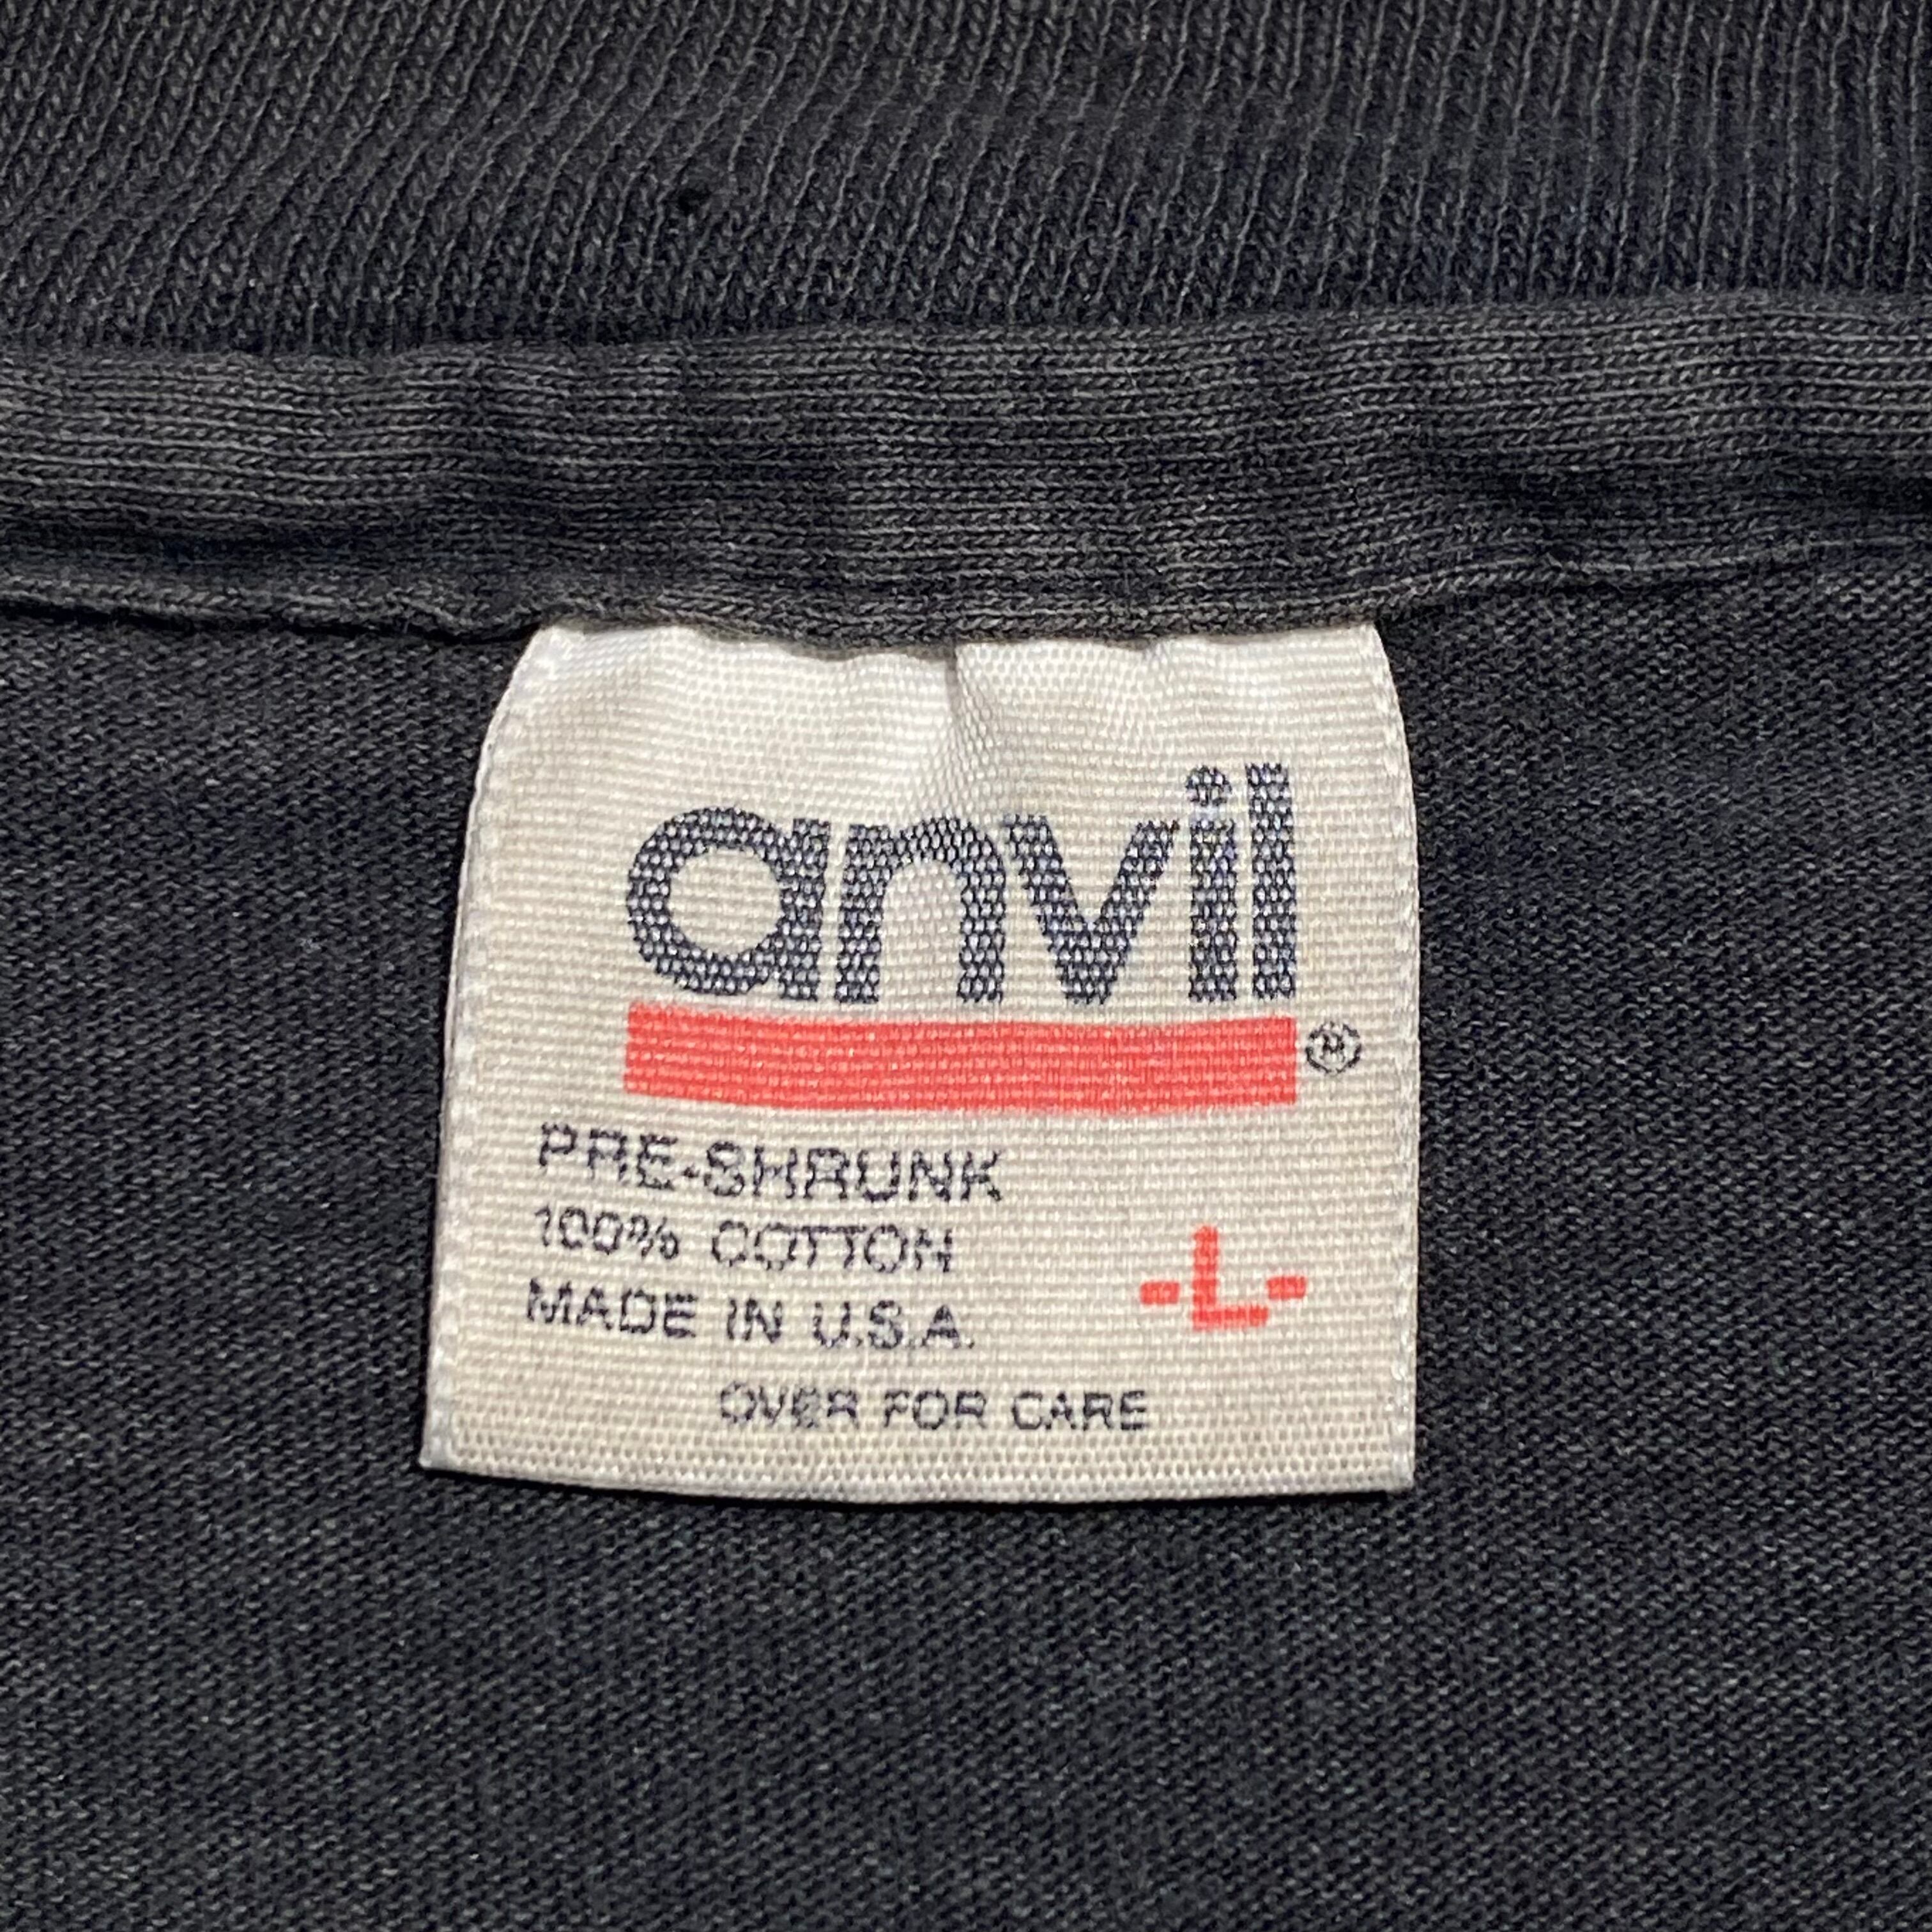 anvil
®
PRE-SHRUNK
100% COTTON
MADE IN U.S.A.
-L-
OVER FOR CARE